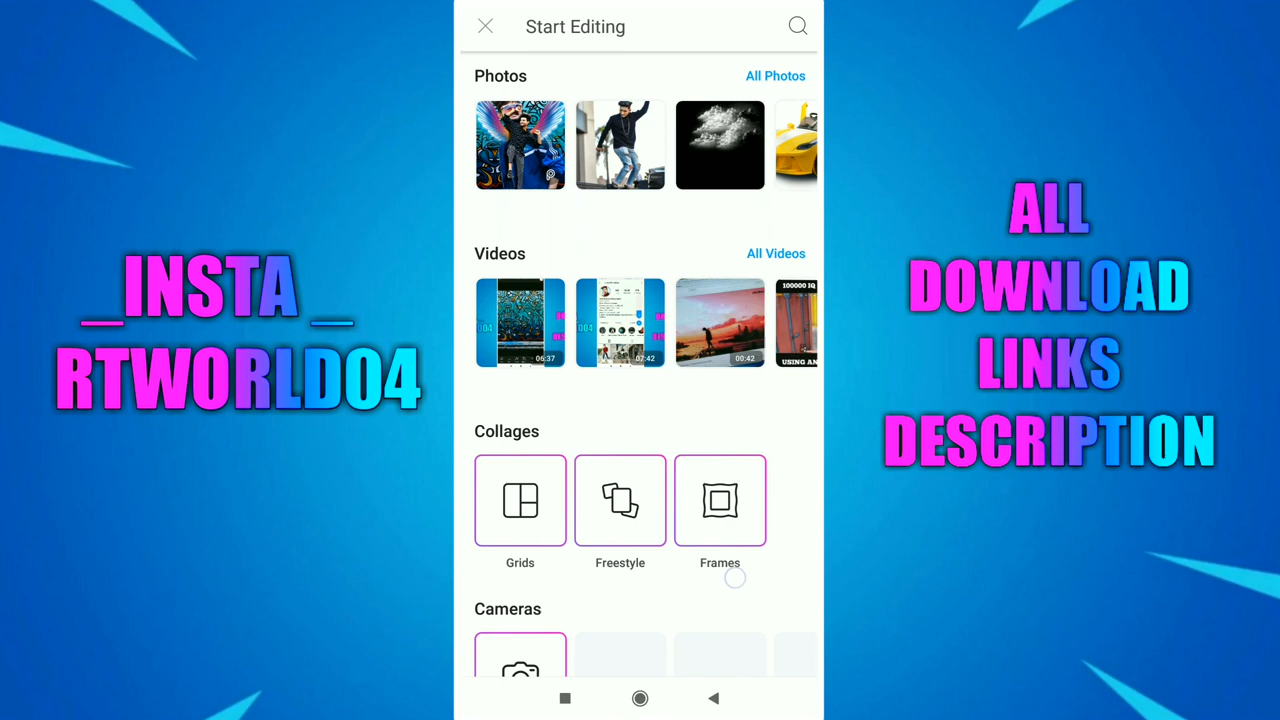 Start Editing
Photos
All Photos
Videos
All Videos
06:37
07:42
00:42
100000 IQ
USING AN
Collages
Grids
Freestyle
Frames
Cameras
_INSTA _
RTWORLD04
ALL
DOWNLOAD
LINKS
DESCRIPTION